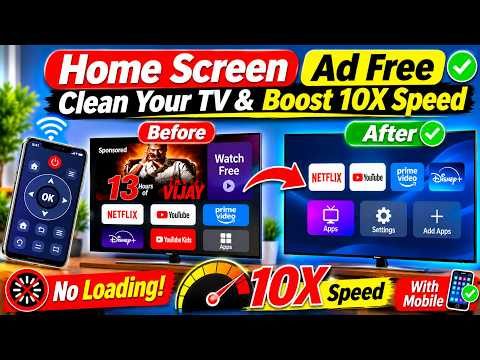 Home Screen Ad Free
Clean Your TV & Boost 10X Speed
Before
After
OK
Sponsored
13 Hours of
VIJAY
Watch Free
NETFLIX
YouTube
prime video
Disney+
YouTube Kids
Apps
NETFLIX
YouTube
prime video
Disney+
Apps
Settings
Add Apps
No Loading!
10X Speed
With Mobile